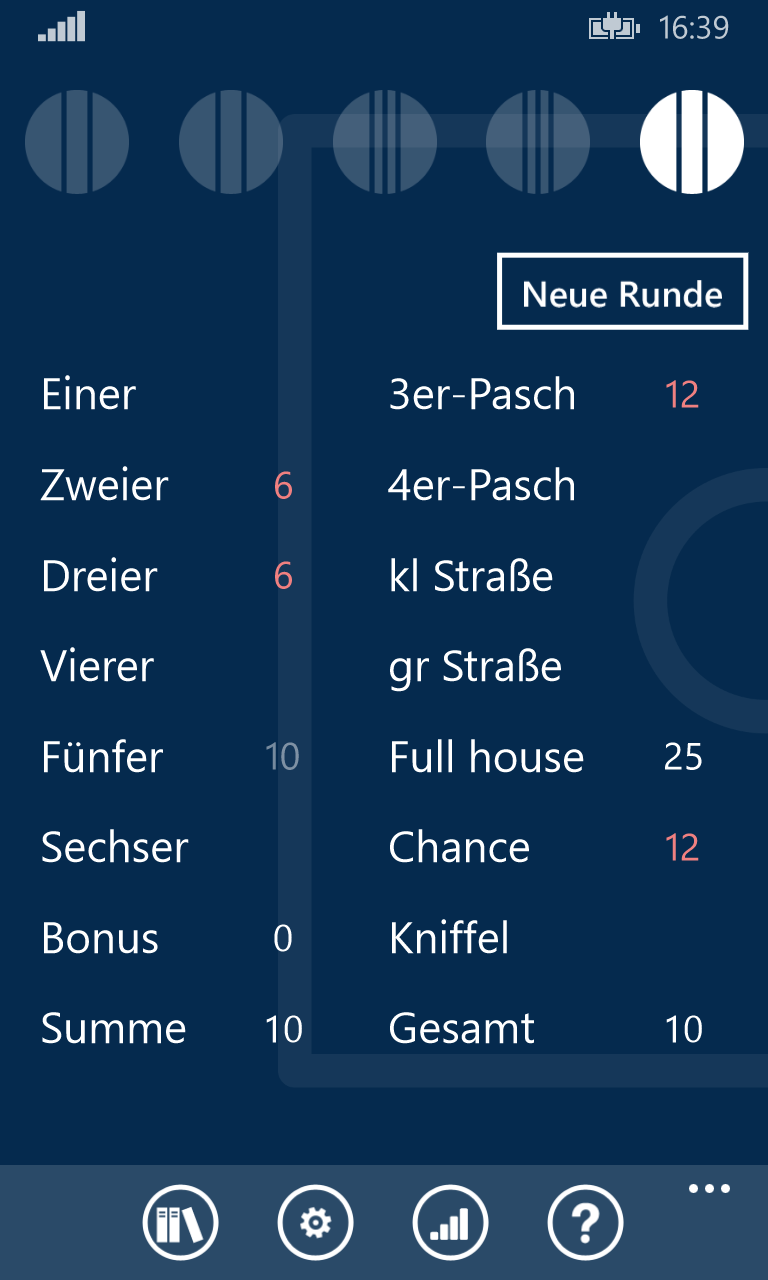 16:39
Neue Runde
Einer
Zweier 6
Dreier 6
Vierer
Fünfer 10
Sechser
Bonus 0
Summe 10
3er-Pasch 12
4er-Pasch
kl Straße
gr Straße
Full house 25
Chance 12
Kniffel
Gesamt 10